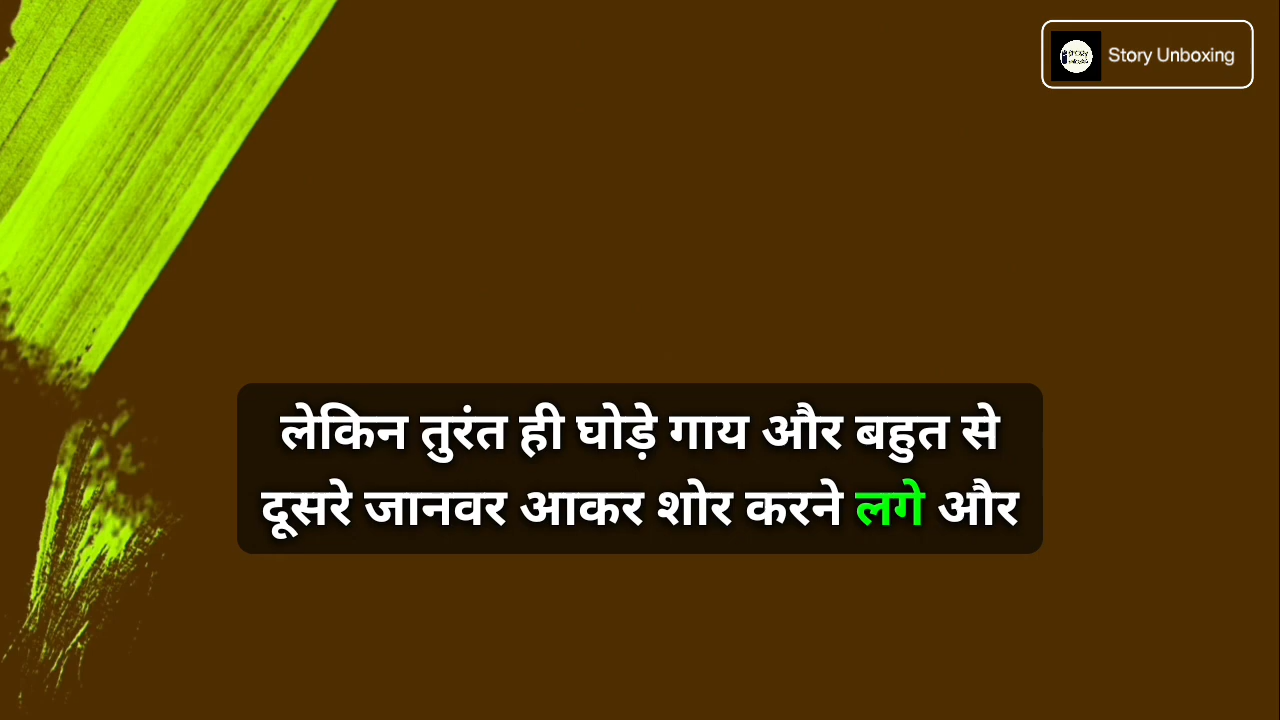 Story Unboxing
लेकिन तुरंत ही घोड़े गाय और बहुत से
दूसरे जानवर आकर शोर करने लगे और